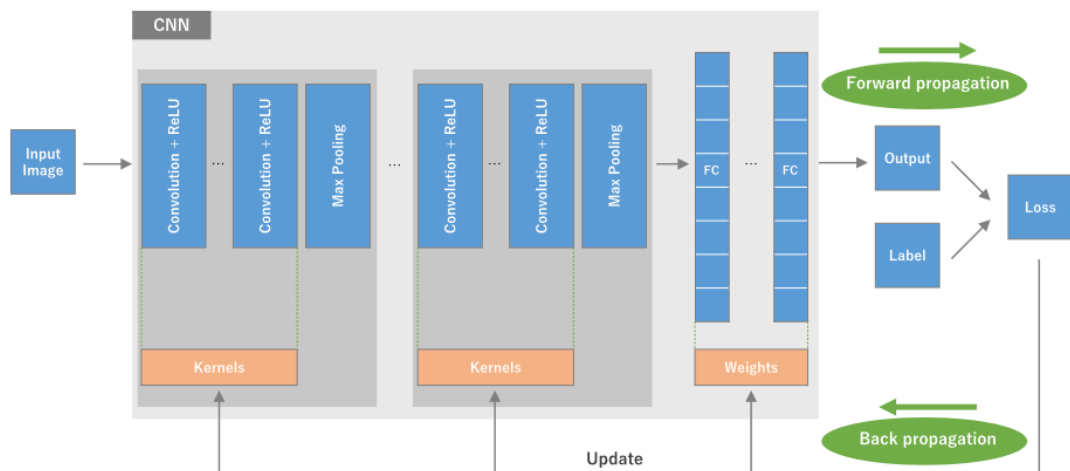 CNN
Forward propagation
Input
Image
Convolution + ReLU
...
Convolution + ReLU
Max Pooling
...
Convolution + ReLU
...
Convolution + ReLU
Max Pooling
FC
...
FC
Output
Label
Loss
Kernels
Kernels
Weights
Back propagation
Update